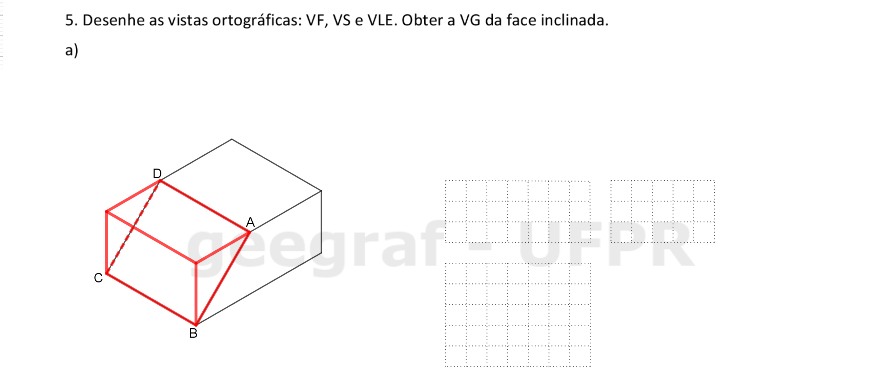 5. Desenhe as vistas ortográficas: VF, VS e VLE. Obter a VG da face inclinada.
a)
D
A
geegraf - UFPR
C
B